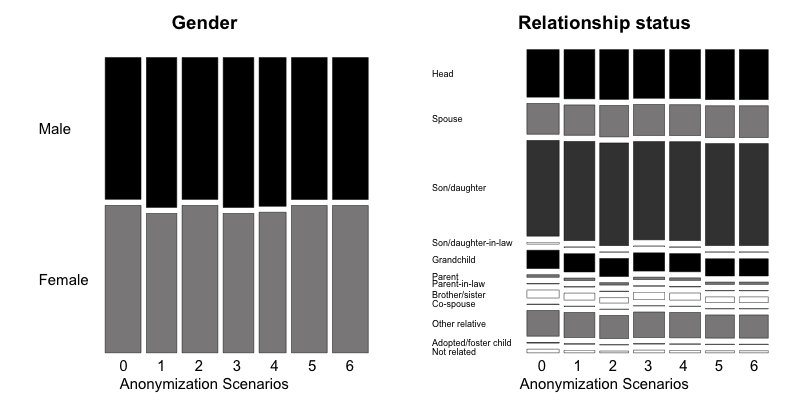 Gender
Male
Female
0 1 2 3 4 5 6
Anonymization Scenarios
Relationship status
Head
Spouse
Son/daughter
Son/daughter-in-law
Grandchild
Parent
Parent-in-law
Brother/sister
Co-spouse
Other relative
Adopted/foster child
Not related
0 1 2 3 4 5 6
Anonymization Scenarios